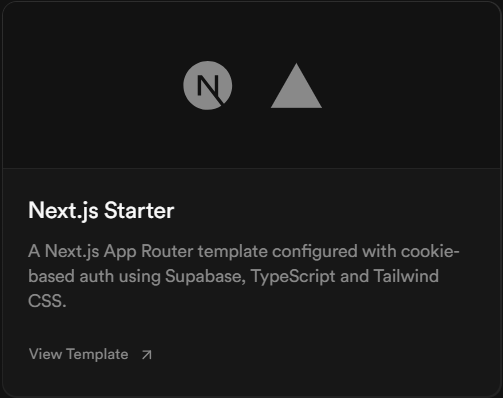 N
Next.js Starter
A Next.js App Router template configured with cookie-
based auth using Supabase, TypeScript and Tailwind
CSS.
View Template